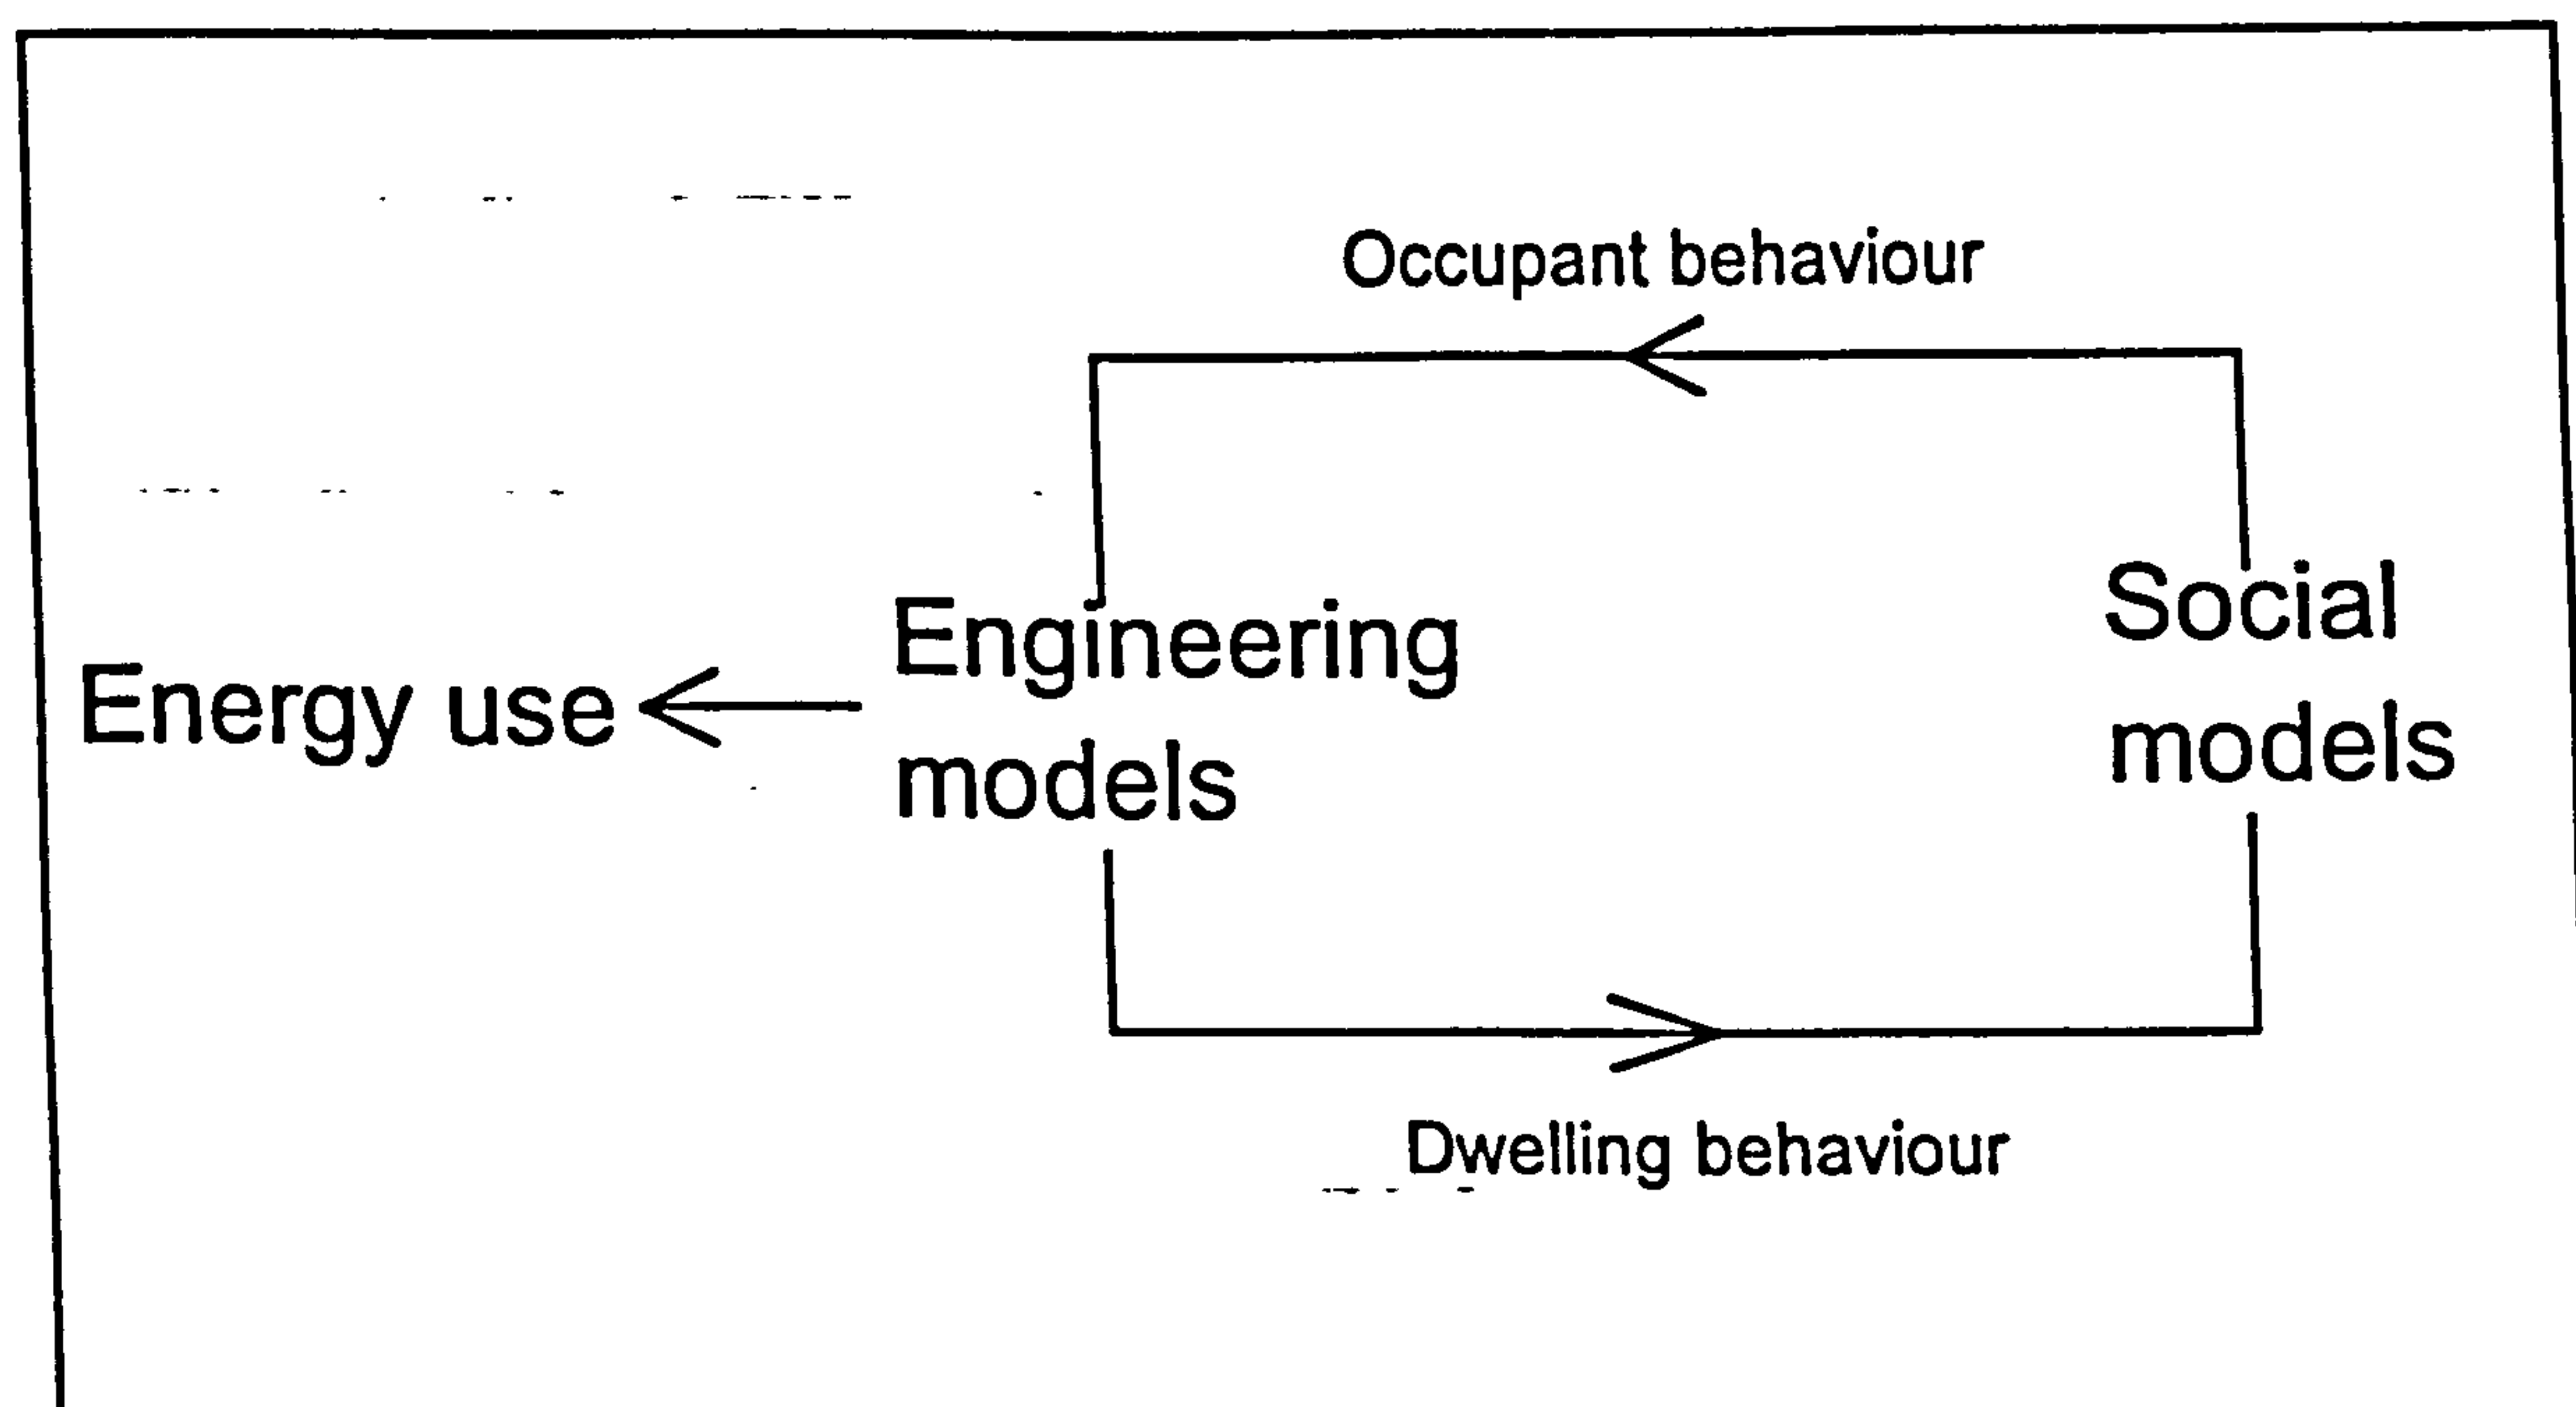 Occupant behaviour
Energy use
Engineering
models
Social
models
Dwelling behaviour